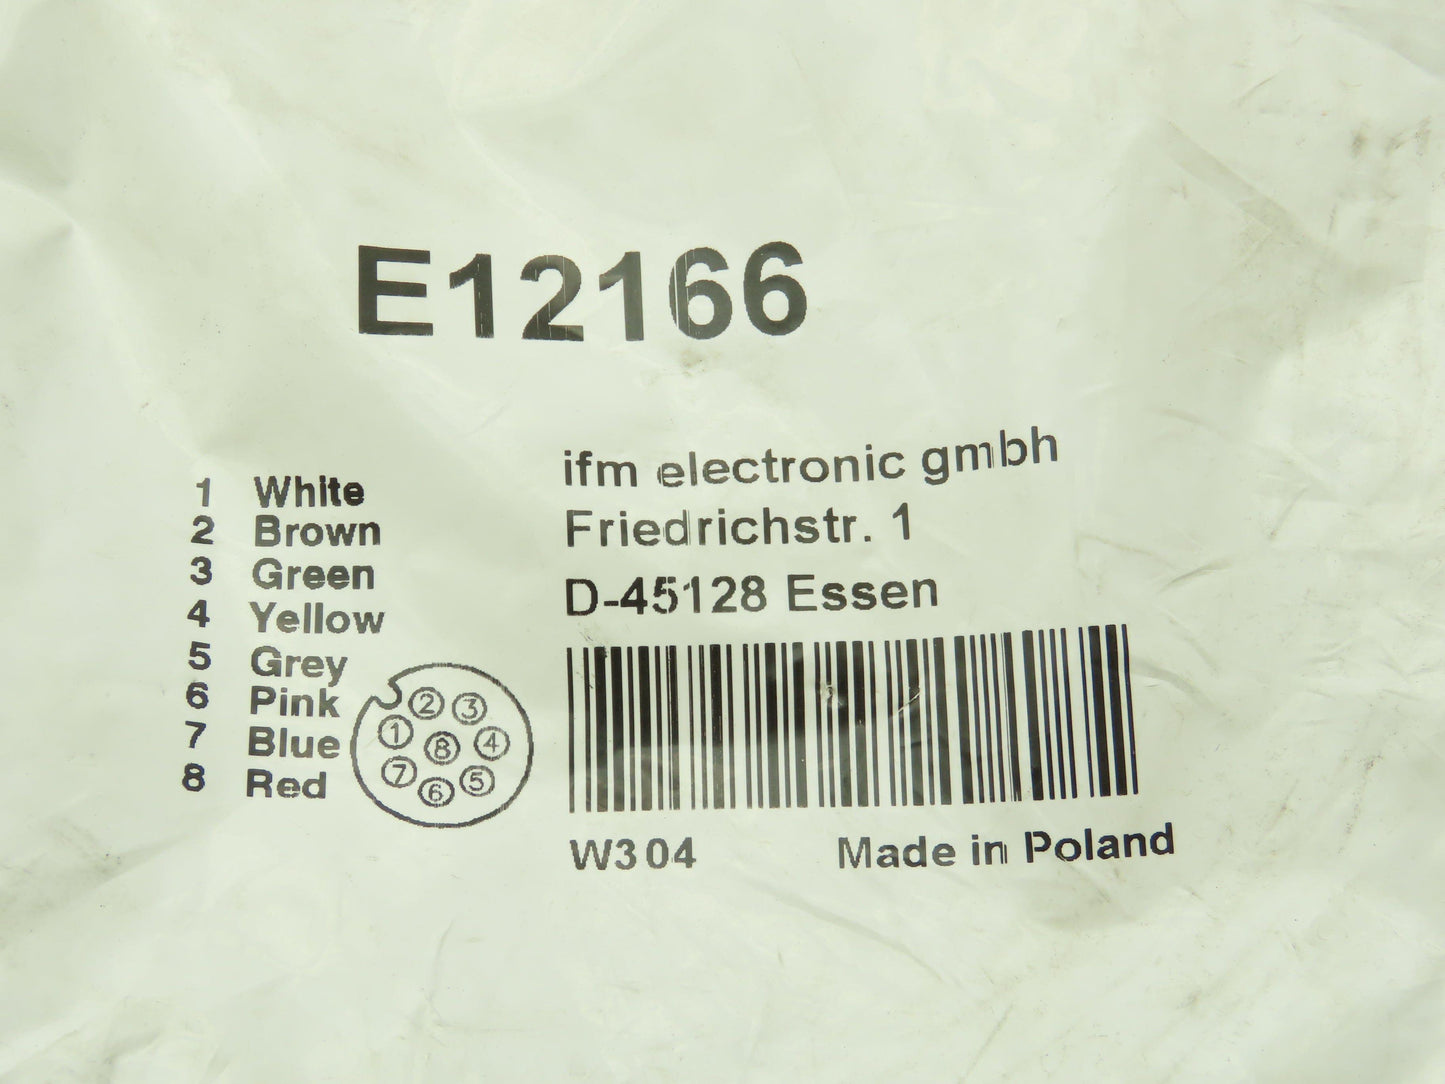 E12166
1 White
2 Brown
3 Green
4 Yellow
5 Grey
6 Pink
7 Blue
8 Red
2 3
1 8 4
7 6 5
ifm electronic gmbh
Friedrichstr. 1
D-45128 Essen
W304 Made in Poland